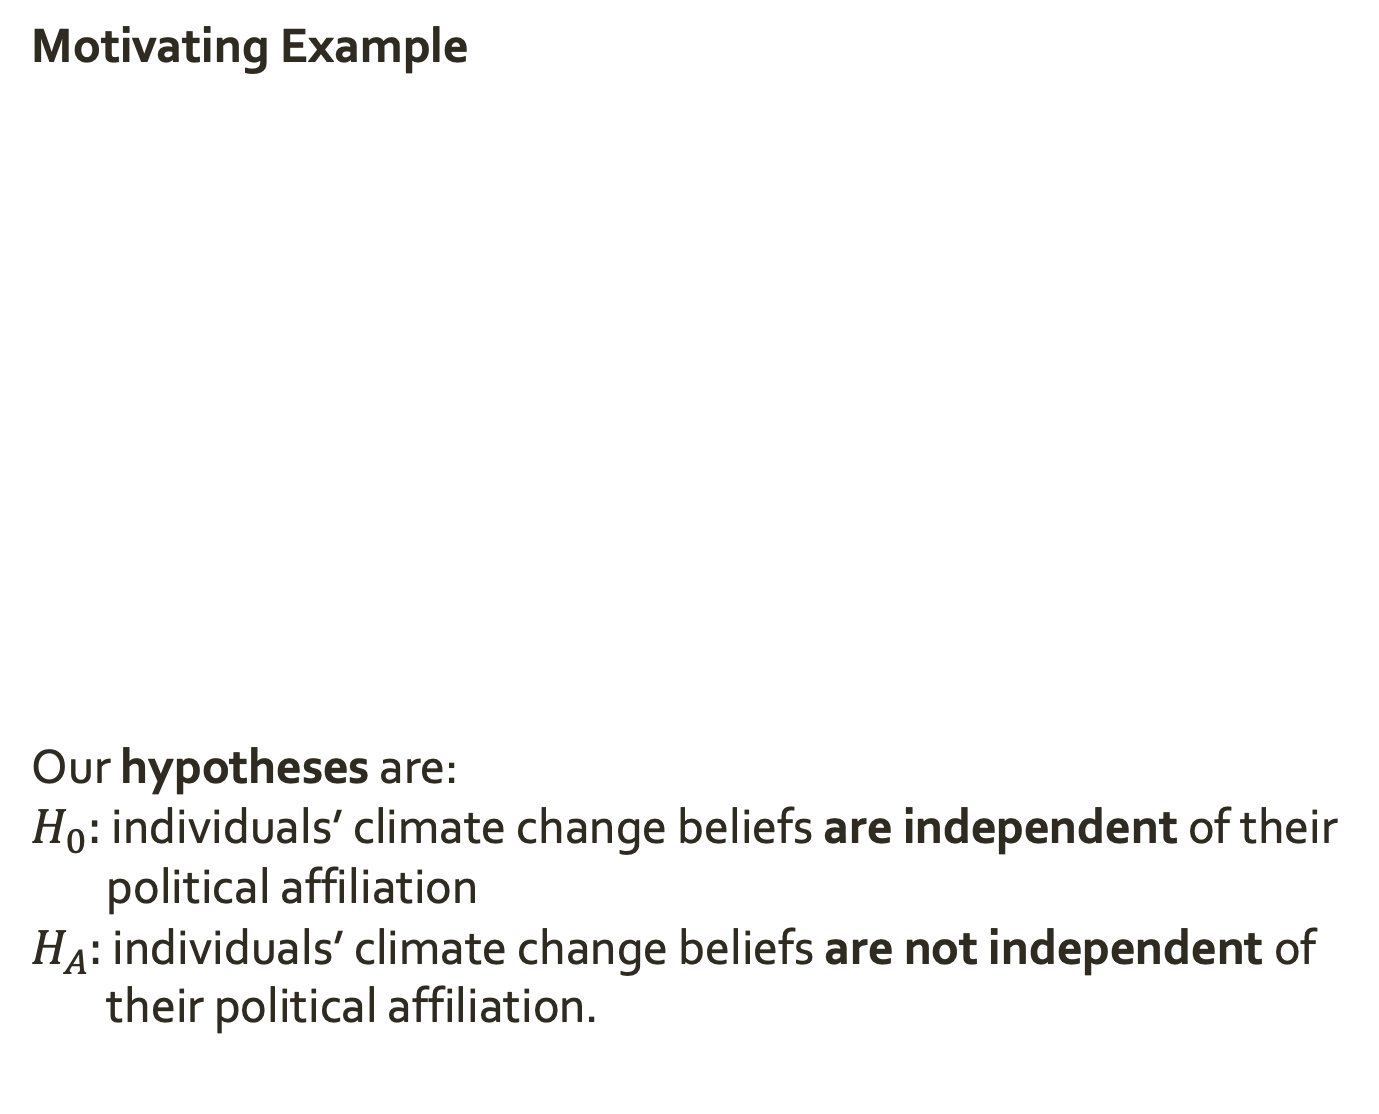 Motivating Example
Our hypotheses are:
H₀: individuals’ climate change beliefs are independent of their
political affiliation
H_A: individuals’ climate change beliefs are not independent of
their political affiliation.